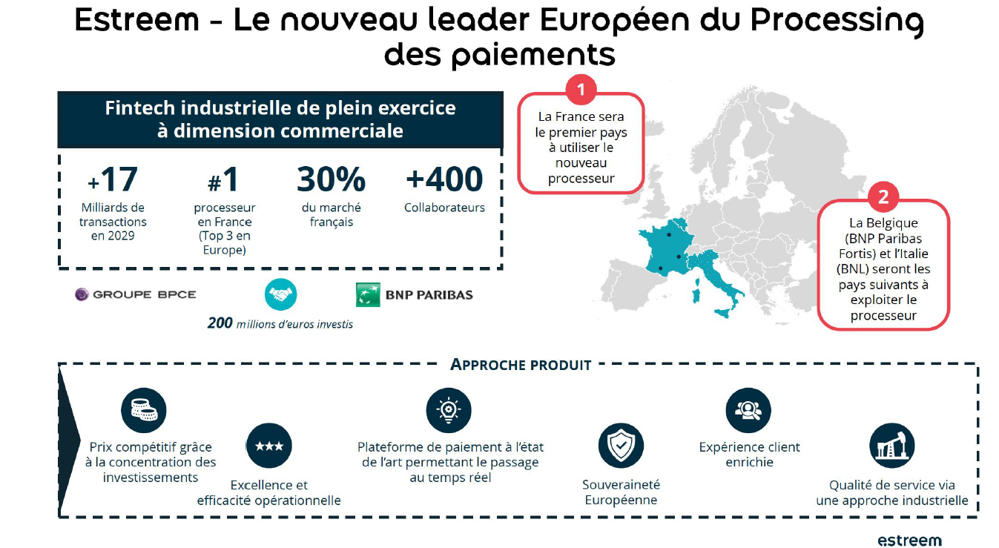 Estreem - Le nouveau leader Européen du Processing
des paiements
Fintech industrielle de plein exercice
à dimension commerciale
+17
Milliards de
transactions
en 2029
#1
processeur
en France
(Top 3 en
Europe)
30%
du marché
français
+400
Collaborateurs
GROUPE BPCE
BNP PARIBAS
200 millions d'euros investis
1
La France sera
le premier pays
à utiliser le
nouveau
processeur
2
La Belgique
(BNP Paribas
Fortis) et l'Italie
(BNL) seront les
pays suivants à
exploiter le
processeur
APPROCHE PRODUIT
Prix compétitif grâce
à la concentration des
investissements
Excellence et
efficacité opérationnelle
Plateforme de paiement à l'état
de l'art permettant le passage
au temps réel
Souveraineté
Européenne
Expérience client
enrichie
Qualité de service via
une approche industrielle
estreem